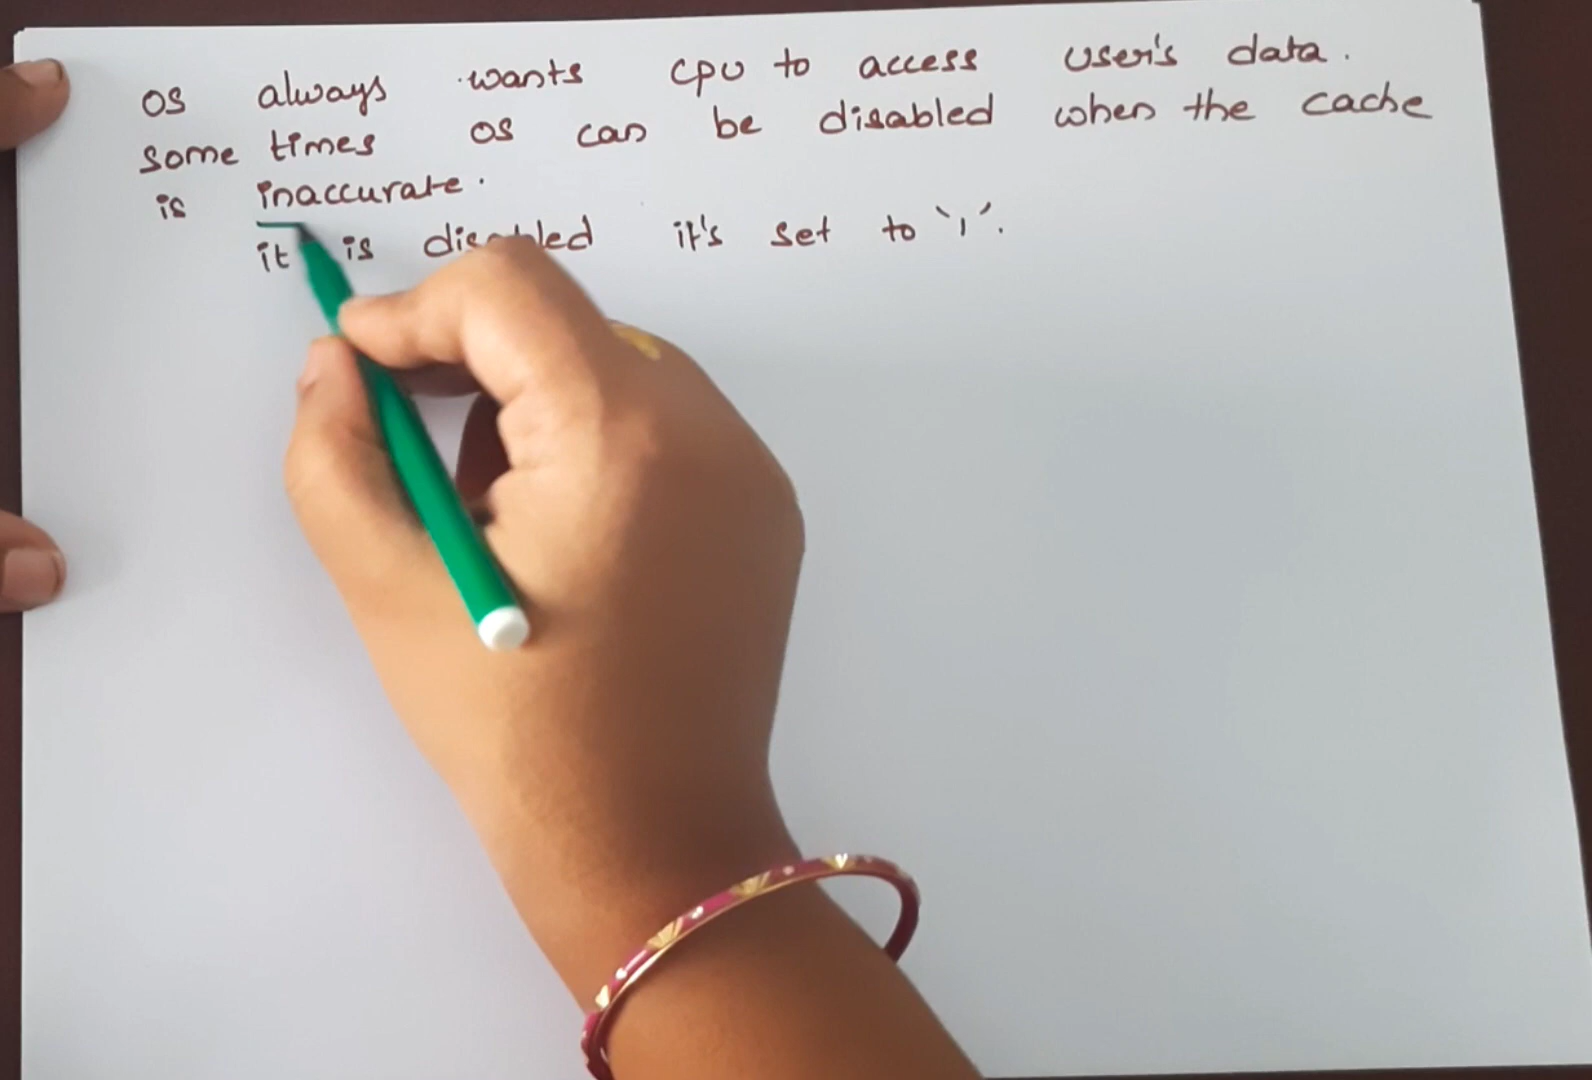 os always wants cpu to access user's data.
some times os can be disabled when the cache
is inaccurate.
it is disabled it's set to '1'.